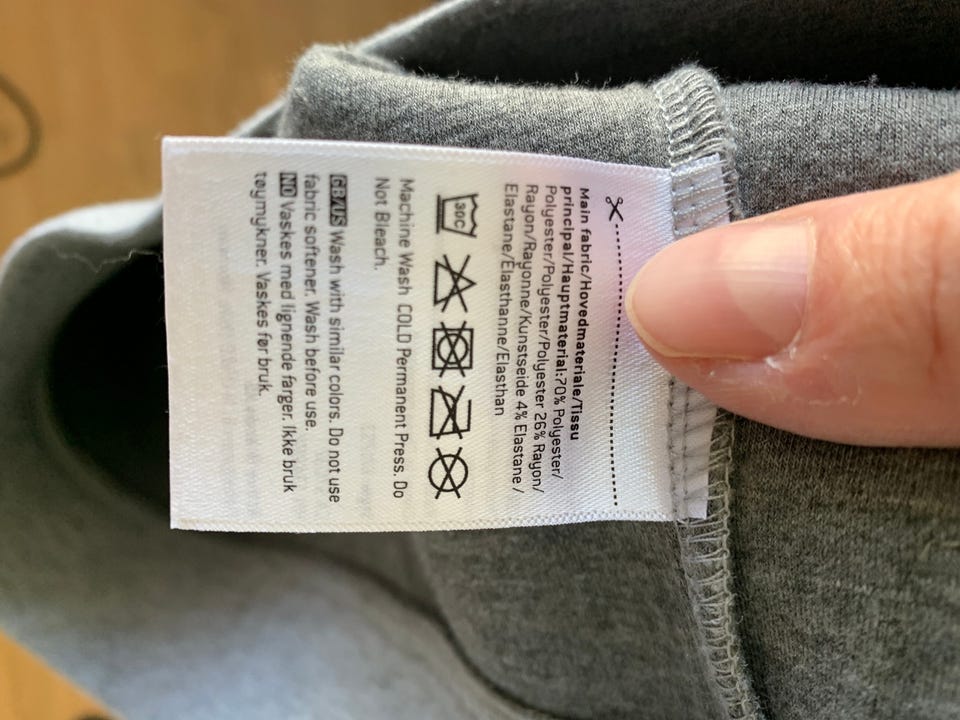 Main fabric/Hovedmateriale/Tissu
principal/Hauptmaterial:70% Polyester/
Polyester/Polyester/Polyester 26% Rayon/
Rayon/Rayonne/Kunstseide 4% Elastane /
Elastane/Élasthanne/Elasthan
30C
Machine Wash COLD Permanent Press. Do
Not Bleach.
GB/US Wash with similar colors. Do not use
fabric softener. Wash before use.
NO Vaskes med lignende farger. Ikke bruk
tøymykner. Vaskes før bruk.